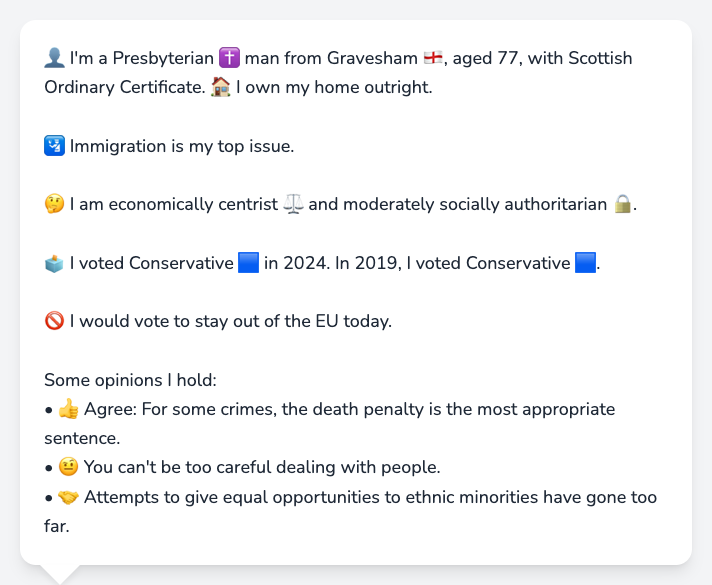 👤 I'm a Presbyterian ✝️ man from Gravesham 🏴󠁧󠁢󠁥󠁮󠁧󠁿, aged 77, with Scottish
Ordinary Certificate. 🏠 I own my home outright.
🛂 Immigration is my top issue.
🤔 I am economically centrist ⚖️ and moderately socially authoritarian 🔒.
🗳️ I voted Conservative 🟦 in 2024. In 2019, I voted Conservative 🟦.
🚫 I would vote to stay out of the EU today.
Some opinions I hold:
• 👍 Agree: For some crimes, the death penalty is the most appropriate
sentence.
• 🤨 You can't be too careful dealing with people.
• 🤝 Attempts to give equal opportunities to ethnic minorities have gone too
far.